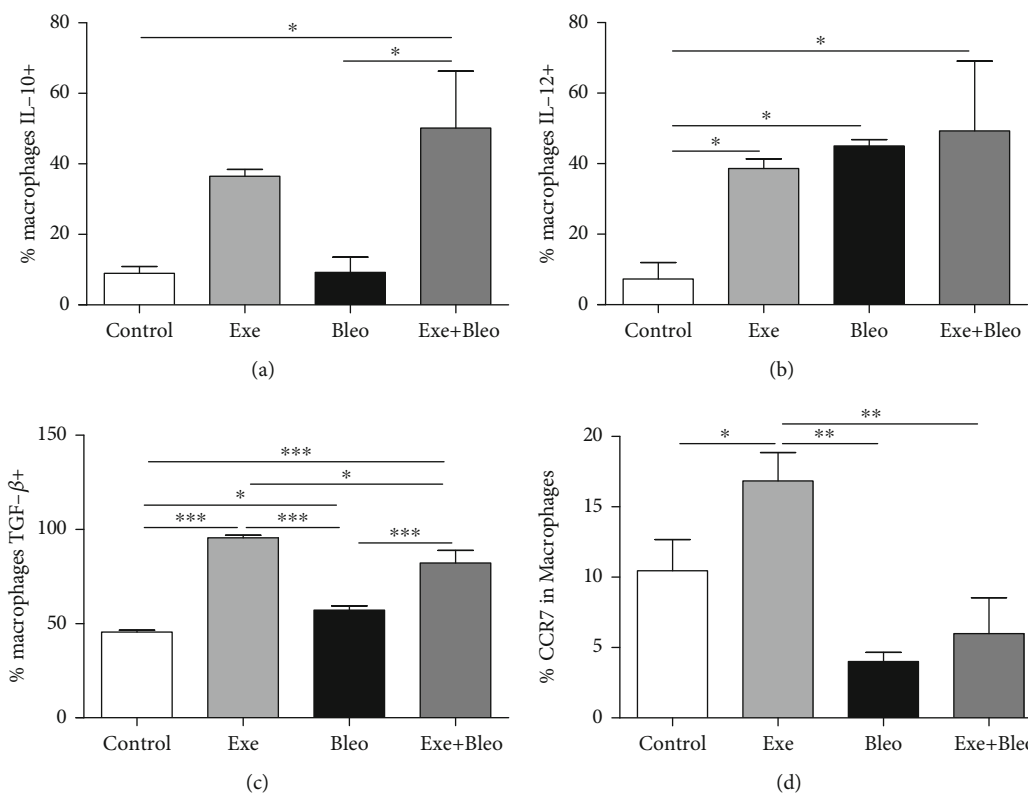 80
60
40
20
0
% macrophages IL–10+
*
*
Control Exe Bleo Exe+Bleo
(a)
80
60
40
20
0
% macrophages IL–12+
*
*
*
Control Exe Bleo Exe+Bleo
(b)
150
100
50
0
% macrophages TGF–β+
***
*
*
*** ***
***
Control Exe Bleo Exe+Bleo
(c)
20
15
10
5
0
% CCR7 in Macrophages
**
* **
Control Exe Bleo Exe+Bleo
(d)